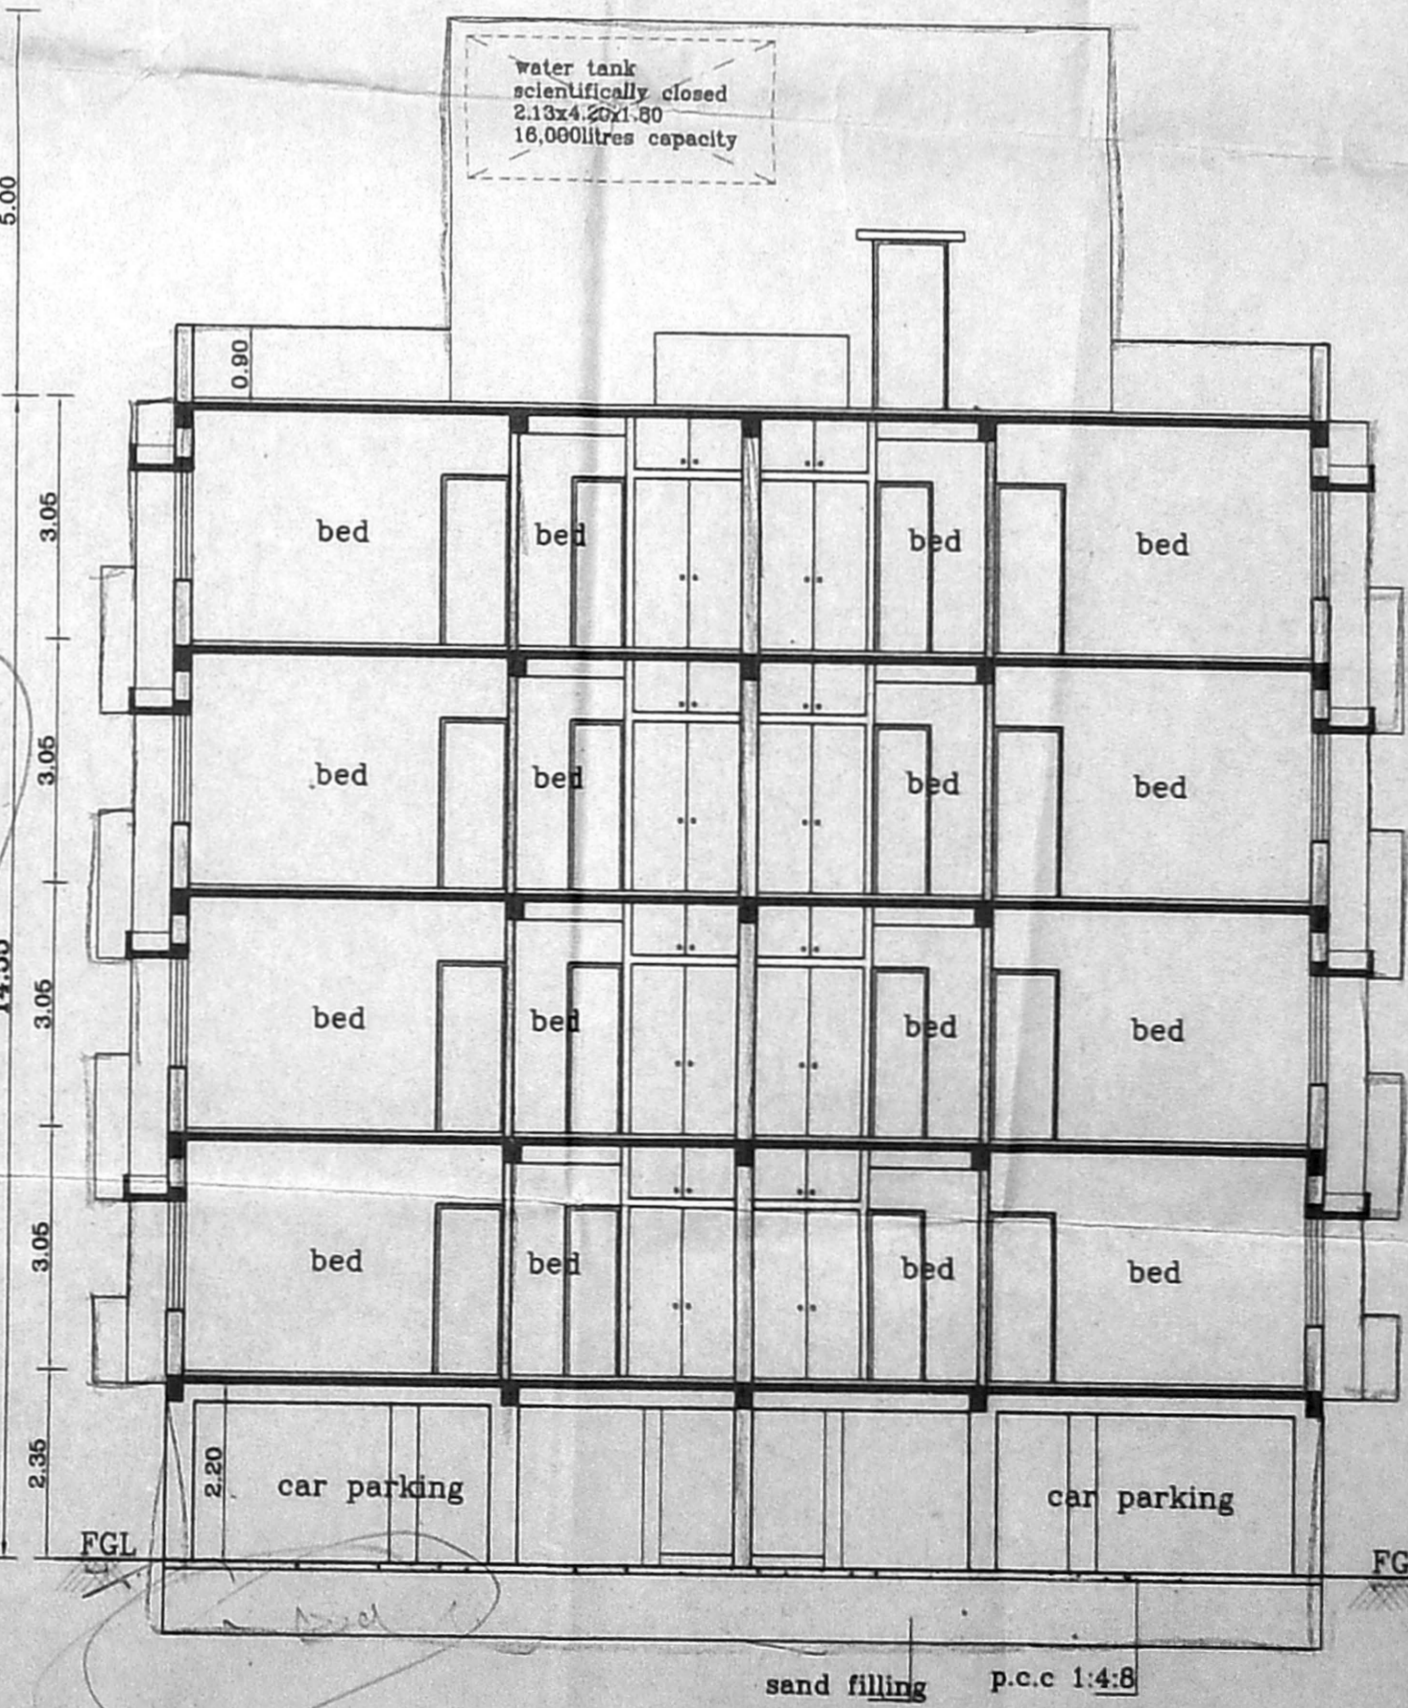 water tank
scientifically closed
2.13x4.20x1.80
16,000litres capacity
5.00
0.90
3.05
bed bed bed bed
3.05
bed bed bed bed
3.05
bed bed bed bed
3.05
bed bed bed bed
2.35
2.20
car parking car parking
FGL
FG
sand filling p.c.c 1:4:8